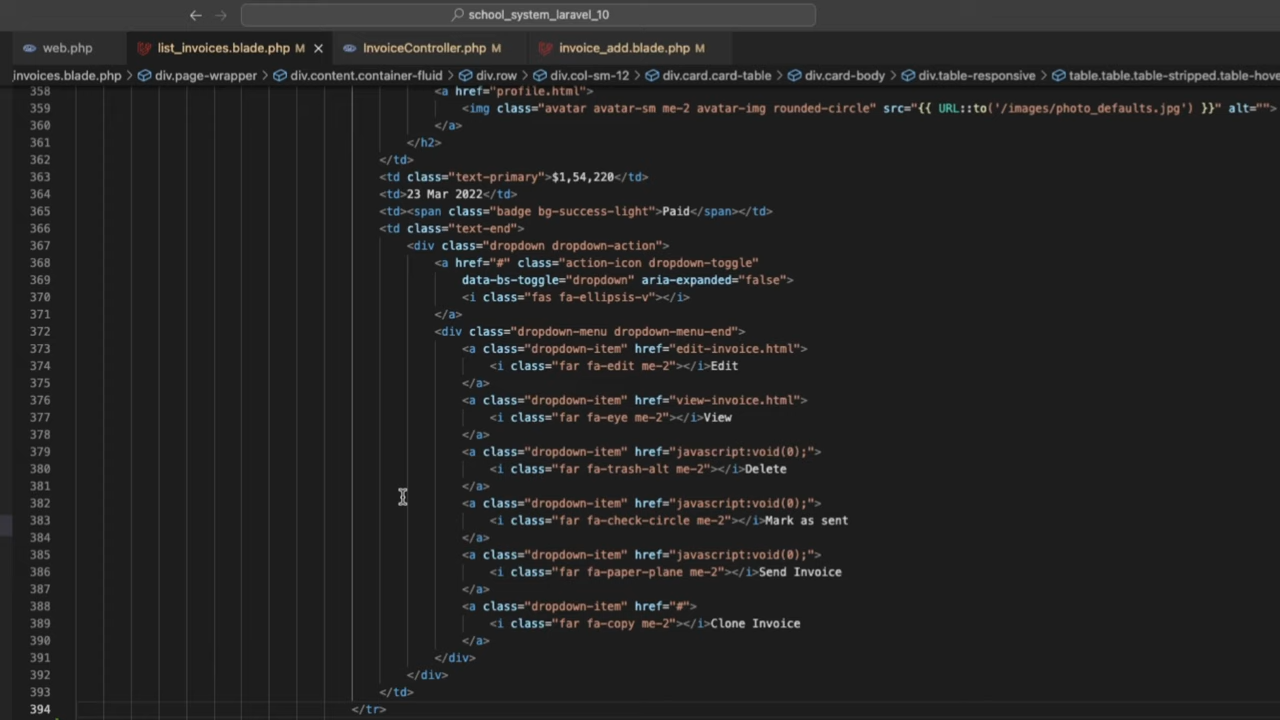 school_system_laravel_10
web.php list_invoices.blade.php M InvoiceController.php M invoice_add.blade.php M
invoices.blade.php > div.page-wrapper > div.content.container-fluid > div.row > div.col-sm-12 > div.card.card-table > div.card-body > div.table-responsive > table.table.table-stripped.table-hove
358 <a href="profile.html">
359 <img class="avatar avatar-sm me-2 avatar-img rounded-circle" src="{{ URL::to('/images/photo_defaults.jpg') }}" alt="">
360 </a>
361 </h2>
362 </td>
363 <td class="text-primary">$1,54,220</td>
364 <td>23 Mar 2022</td>
365 <td><span class="badge bg-success-light">Paid</span></td>
366 <td class="text-end">
367 <div class="dropdown dropdown-action">
368 <a href="#" class="action-icon dropdown-toggle"
369 data-bs-toggle="dropdown" aria-expanded="false">
370 <i class="fas fa-ellipsis-v"></i>
371 </a>
372 <div class="dropdown-menu dropdown-menu-end">
373 <a class="dropdown-item" href="edit-invoice.html">
374 <i class="far fa-edit me-2"></i>Edit
375 </a>
376 <a class="dropdown-item" href="view-invoice.html">
377 <i class="far fa-eye me-2"></i>View
378 </a>
379 <a class="dropdown-item" href="javascript:void(0);">
380 <i class="far fa-trash-alt me-2"></i>Delete
381 </a>
382 <a class="dropdown-item" href="javascript:void(0);">
383 <i class="far fa-check-circle me-2"></i>Mark as sent
384 </a>
385 <a class="dropdown-item" href="javascript:void(0);">
386 <i class="far fa-paper-plane me-2"></i>Send Invoice
387 </a>
388 <a class="dropdown-item" href="#">
389 <i class="far fa-copy me-2"></i>Clone Invoice
390 </a>
391 </div>
392 </div>
393 </td>
394 </tr>